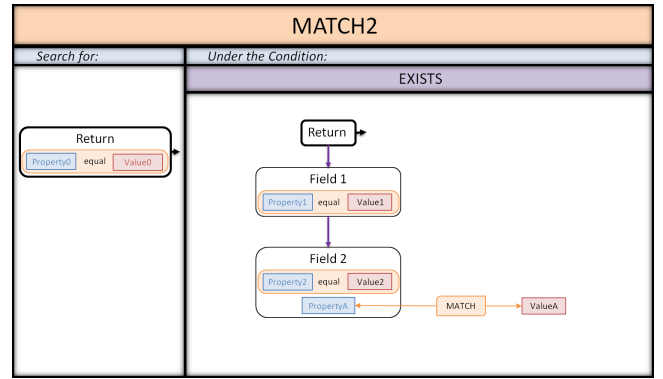 MATCH2
Search for:
Under the Condition:
EXISTS
Return
Property0 equal Value0
Return
Field 1
Property1 equal Value1
Field 2
Property2 equal Value2
PropertyA MATCH ValueA